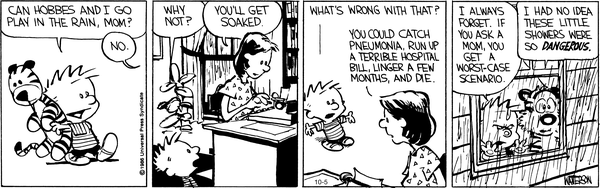 CAN HOBBES AND I GO
PLAY IN THE RAIN, MOM?
NO.
© 1986 Universal Press Syndicate
WHY
NOT?
YOU'LL GET
SOAKED.
WHAT'S WRONG WITH THAT?
YOU COULD CATCH
PNEUMONIA, RUN UP
A TERRIBLE HOSPITAL
BILL, LINGER A FEW
MONTHS, AND DIE.
10-5
I ALWAYS
FORGET. IF
YOU ASK A
MOM, YOU
GET A
WORST-CASE
SCENARIO.
I HAD NO IDEA
THESE LITTLE
SHOWERS WERE
SO DANGEROUS.
WATTERSON